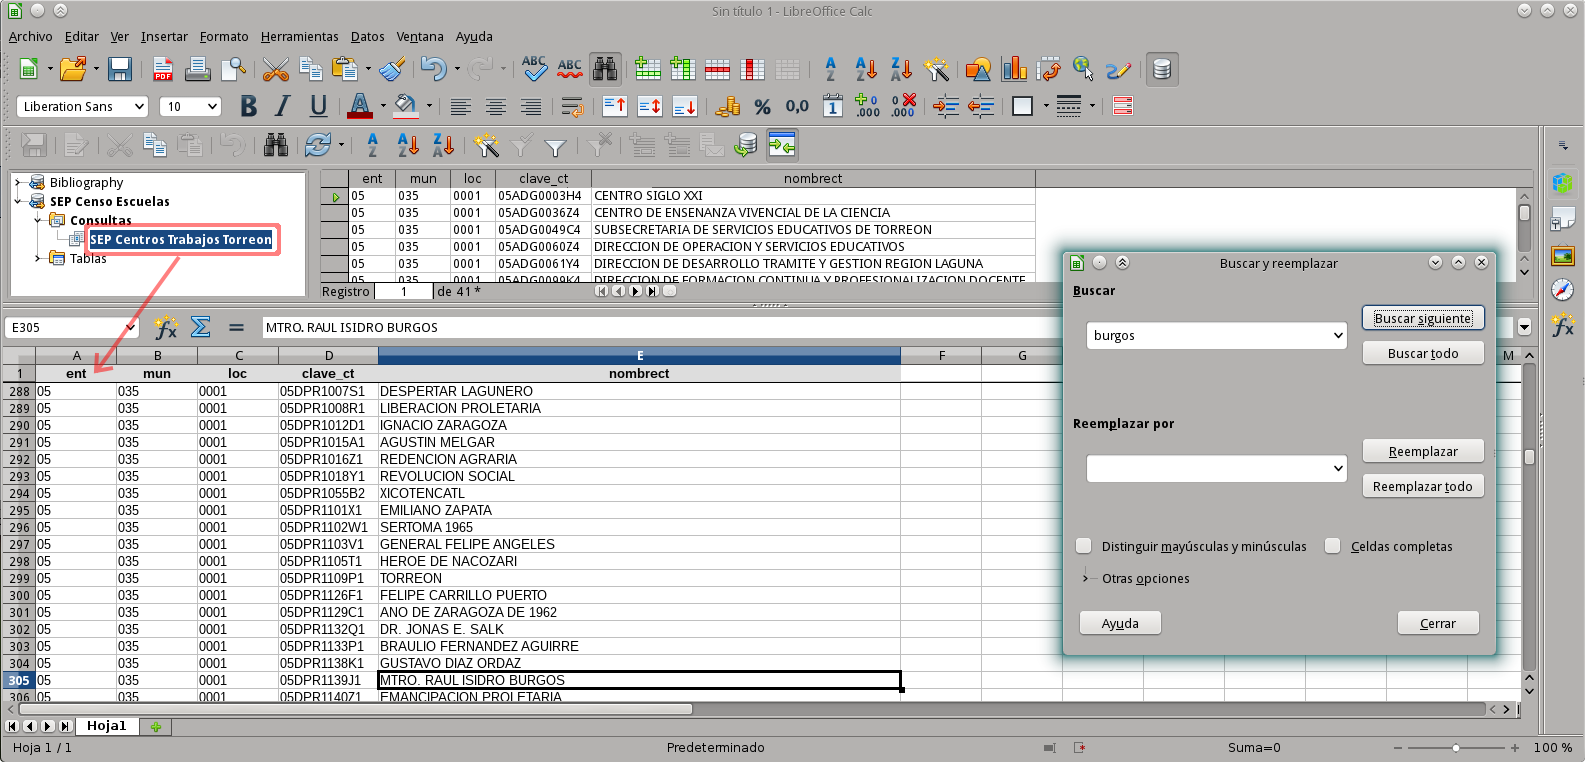 Sin título 1 - LibreOffice Calc
Archivo Editar Ver Insertar Formato Herramientas Datos Ventana Ayuda
PDF ABC ABC A Z A Z Z A
Liberation Sans 10 B I U A % 0,0 1 0 .000 0 .000
A Z A Z Z A
Bibliography
SEP Censo Escuelas
Consultas
SEP Centros Trabajos Torreon
Tablas
ent mun loc clave_ct nombrect
05 035 0001 05ADG0003H4 CENTRO SIGLO XXI
05 035 0001 05ADG0036Z4 CENTRO DE ENSENANZA VIVENCIAL DE LA CIENCIA
05 035 0001 05ADG0049C4 SUBSECRETARIA DE SERVICIOS EDUCATIVOS DE TORREON
05 035 0001 05ADG0060Z4 DIRECCION DE OPERACION Y SERVICIOS EDUCATIVOS
05 035 0001 05ADG0061Y4 DIRECCION DE DESARROLLO TRAMITE Y GESTION REGION LAGUNA
05 035 0001 05ADG0099K4 DIRECCION DE FORMACION CONTINUA Y PROFESIONALIZACION DOCENTE
Registro 1 de 41 *
E305 fx Σ = MTRO. RAUL ISIDRO BURGOS
A B C D E F G M
1 ent mun loc clave_ct nombrect
288 05 035 0001 05DPR1007S1 DESPERTAR LAGUNERO
289 05 035 0001 05DPR1008R1 LIBERACION PROLETARIA
290 05 035 0001 05DPR1012D1 IGNACIO ZARAGOZA
291 05 035 0001 05DPR1015A1 AGUSTIN MELGAR
292 05 035 0001 05DPR1016Z1 REDENCION AGRARIA
293 05 035 0001 05DPR1018Y1 REVOLUCION SOCIAL
294 05 035 0001 05DPR1055B2 XICOTENCATL
295 05 035 0001 05DPR1101X1 EMILIANO ZAPATA
296 05 035 0001 05DPR1102W1 SERTOMA 1965
297 05 035 0001 05DPR1103V1 GENERAL FELIPE ANGELES
298 05 035 0001 05DPR1105T1 HEROE DE NACOZARI
299 05 035 0001 05DPR1109P1 TORREON
300 05 035 0001 05DPR1126F1 FELIPE CARRILLO PUERTO
301 05 035 0001 05DPR1129C1 ANO DE ZARAGOZA DE 1962
302 05 035 0001 05DPR1132Q1 DR. JONAS E. SALK
303 05 035 0001 05DPR1133P1 BRAULIO FERNANDEZ AGUIRRE
304 05 035 0001 05DPR1138K1 GUSTAVO DIAZ ORDAZ
305 05 035 0001 05DPR1139J1 MTRO. RAUL ISIDRO BURGOS
306 05 035 0001 05DPR1140Z1 EMANCIPACION PROLETARIA
Hoja1
Hoja 1 / 1 Predeterminado Suma=0 100 %
Buscar y reemplazar
Buscar
burgos
Buscar siguiente
Buscar todo
Reemplazar por
Reemplazar
Reemplazar todo
Distinguir mayúsculas y minúsculas Celdas completas
Otras opciones
Ayuda Cerrar
fx